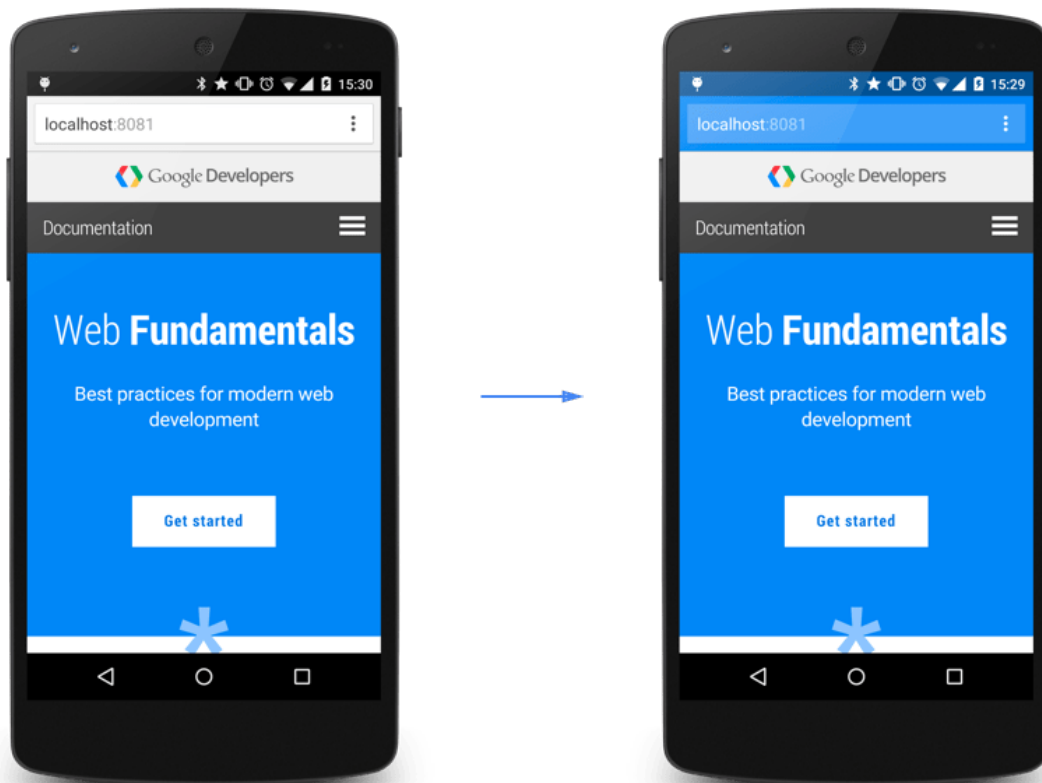 15:30
localhost:8081
Google Developers
Documentation
Web Fundamentals
Best practices for modern web
development
Get started
*
15:29
localhost:8081
Google Developers
Documentation
Web Fundamentals
Best practices for modern web
development
Get started
*